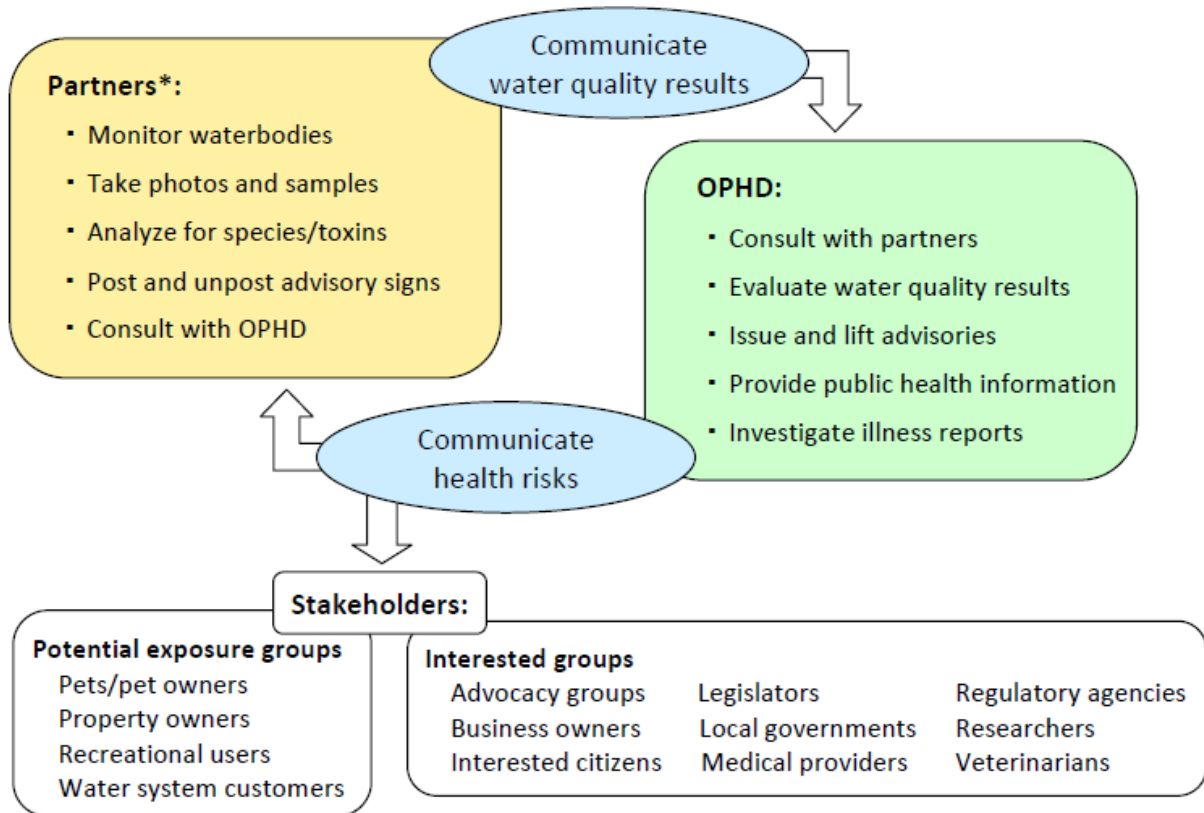 Communicate
water quality results
Partners*:
▪ Monitor waterbodies
▪ Take photos and samples
▪ Analyze for species/toxins
▪ Post and unpost advisory signs
▪ Consult with OPHD
OPHD:
▪ Consult with partners
▪ Evaluate water quality results
▪ Issue and lift advisories
▪ Provide public health information
▪ Investigate illness reports
Communicate
health risks
Stakeholders:
Potential exposure groups
Pets/pet owners
Property owners
Recreational users
Water system customers
Interested groups
Advocacy groups Legislators Regulatory agencies
Business owners Local governments Researchers
Interested citizens Medical providers Veterinarians